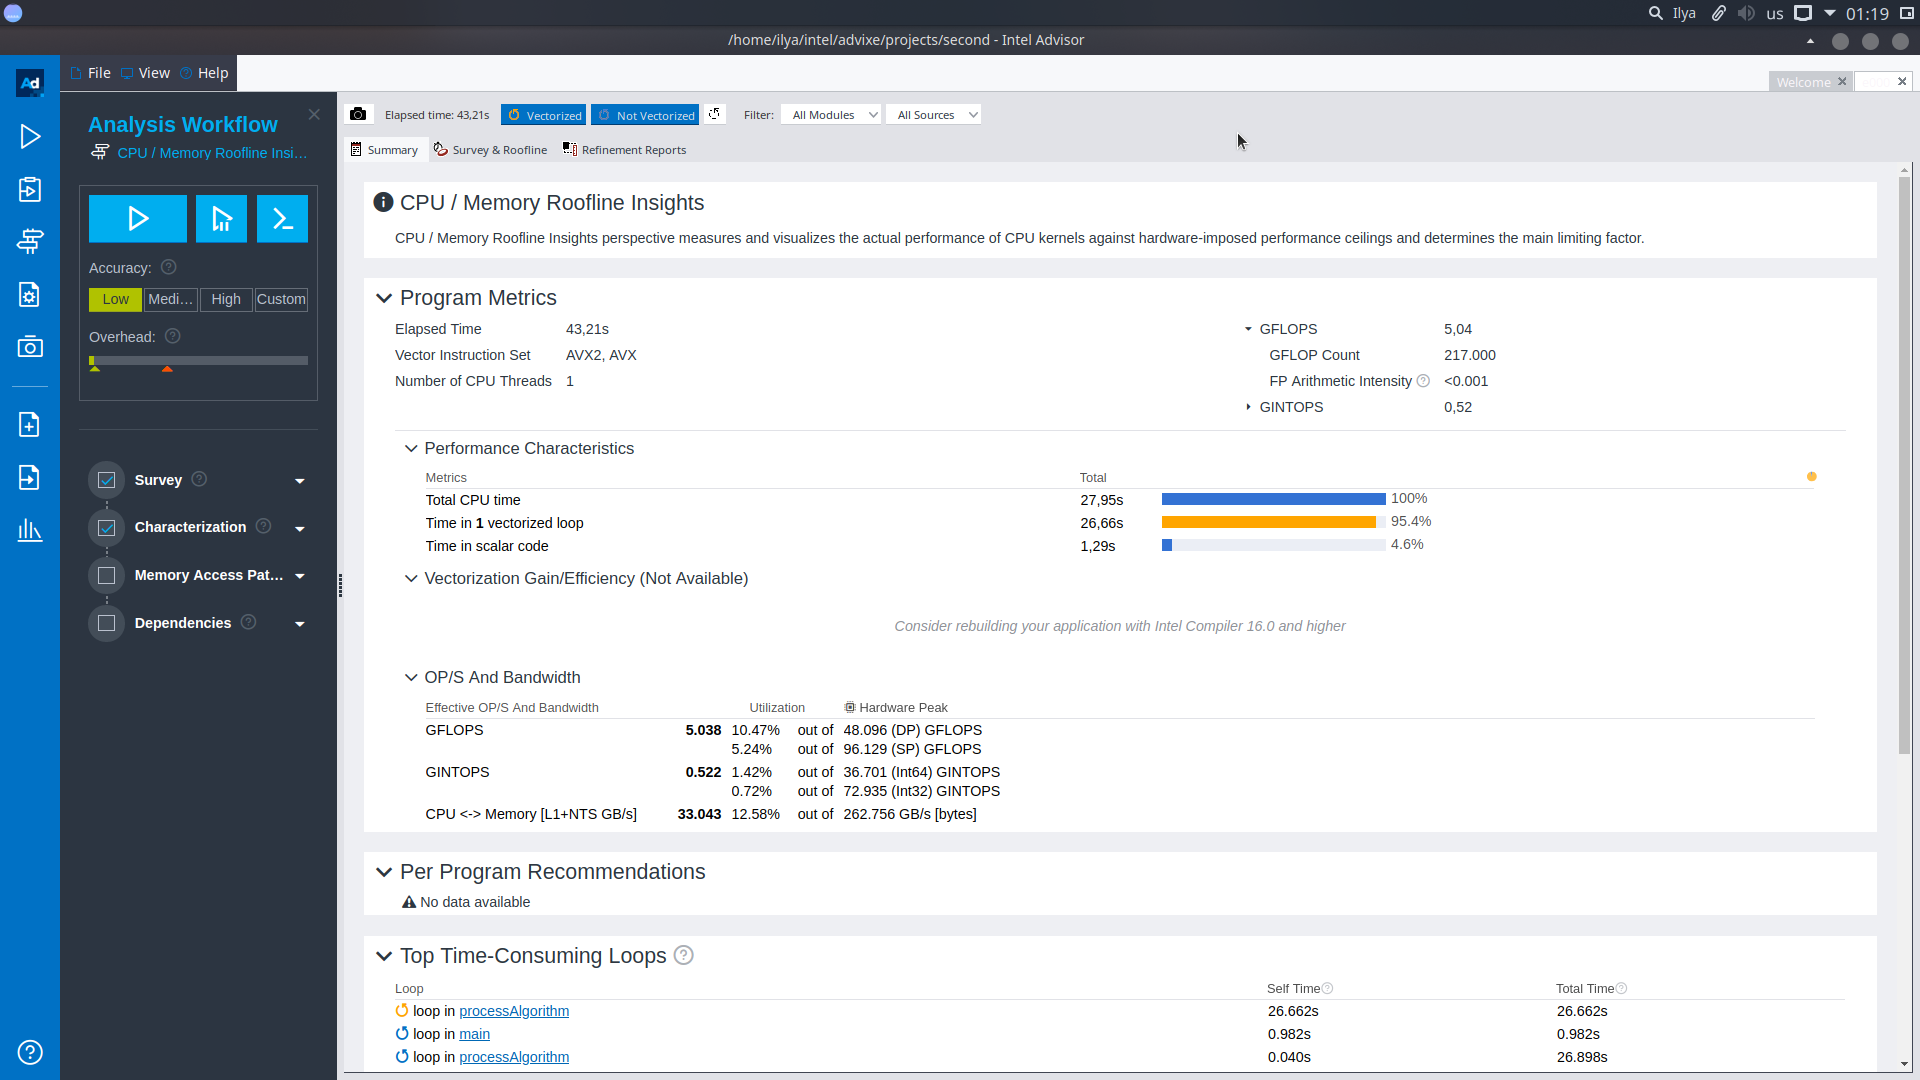 Ilya us 01:19
/home/ilya/intel/advixe/projects/second - Intel Advisor
Ad File View Help
Welcome
Analysis Workflow
CPU / Memory Roofline Insi...
Accuracy:
Low Medi... High Custom
Overhead:
Survey
Characterization
Memory Access Pat...
Dependencies
Elapsed time: 43,21s Vectorized Not Vectorized Filter: All Modules All Sources
Summary Survey & Roofline Refinement Reports
CPU / Memory Roofline Insights
CPU / Memory Roofline Insights perspective measures and visualizes the actual performance of CPU kernels against hardware-imposed performance ceilings and determines the main limiting factor.
Program Metrics
Elapsed Time 43,21s GFLOPS 5,04
Vector Instruction Set AVX2, AVX GFLOP Count 217.000
Number of CPU Threads 1 FP Arithmetic Intensity <0.001
GINTOPS 0,52
Performance Characteristics
Metrics Total
Total CPU time 27,95s 100%
Time in 1 vectorized loop 26,66s 95.4%
Time in scalar code 1,29s 4.6%
Vectorization Gain/Efficiency (Not Available)
Consider rebuilding your application with Intel Compiler 16.0 and higher
OP/S And Bandwidth
Effective OP/S And Bandwidth Utilization Hardware Peak
GFLOPS 5.038 10.47% out of 48.096 (DP) GFLOPS
5.24% out of 96.129 (SP) GFLOPS
GINTOPS 0.522 1.42% out of 36.701 (Int64) GINTOPS
0.72% out of 72.935 (Int32) GINTOPS
CPU <-> Memory [L1+NTS GB/s] 33.043 12.58% out of 262.756 GB/s [bytes]
Per Program Recommendations
No data available
Top Time-Consuming Loops
Loop Self Time Total Time
loop in processAlgorithm 26.662s 26.662s
loop in main 0.982s 0.982s
loop in processAlgorithm 0.040s 26.898s